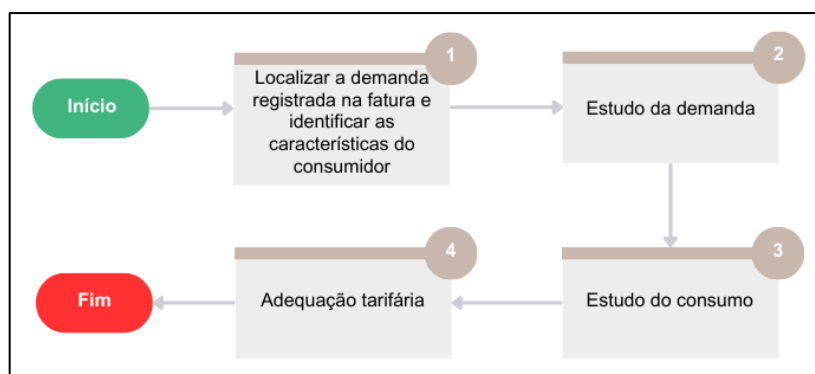 Início
1
Localizar a demanda
registrada na fatura e
identificar as
características do
consumidor
2
Estudo da demanda
3
Estudo do consumo
4
Adequação tarifária
Fim